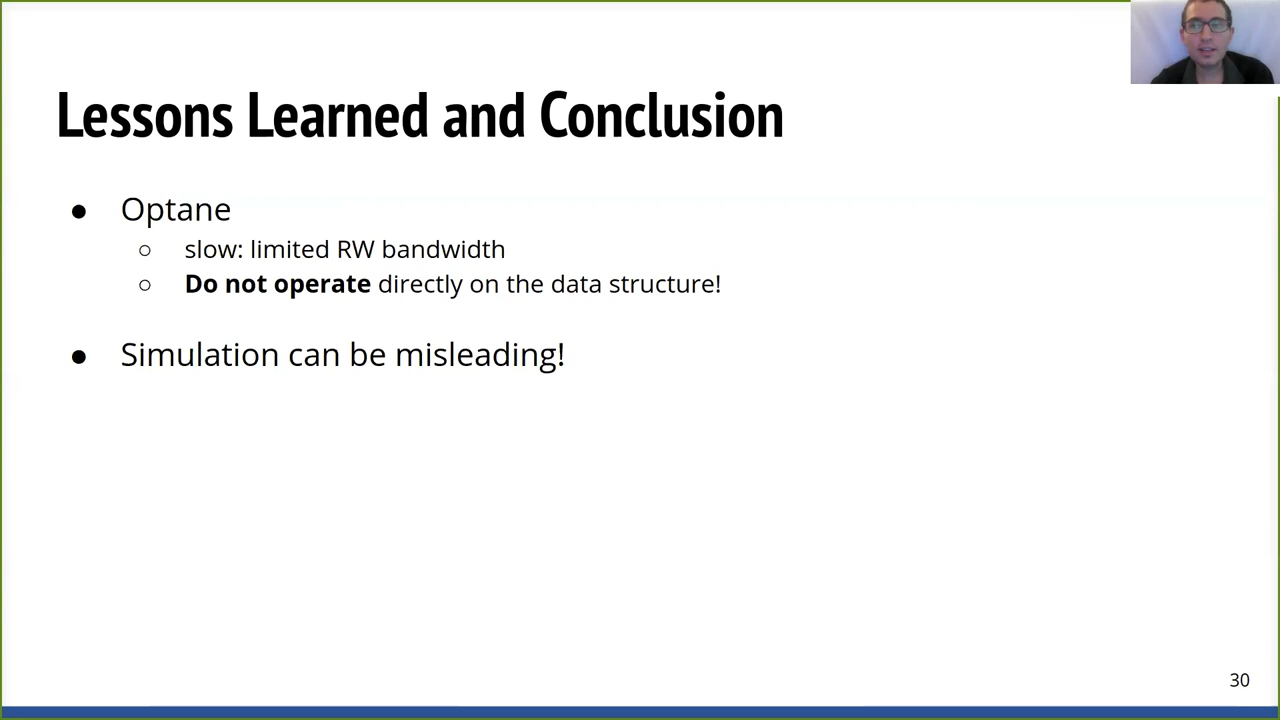 Lessons Learned and Conclusion
● Optane
○ slow: limited RW bandwidth
○ Do not operate directly on the data structure!
● Simulation can be misleading!
30